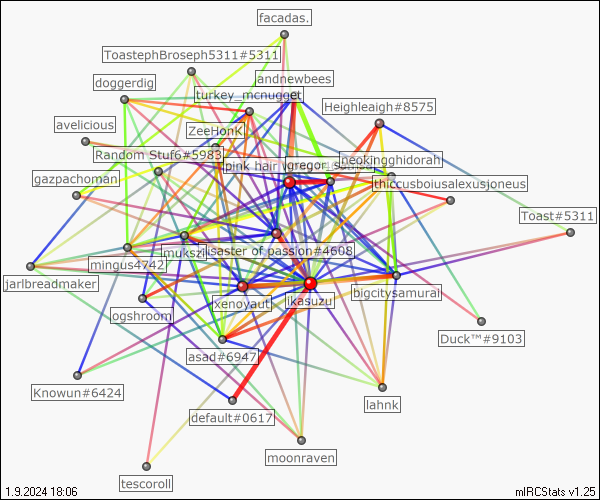 facadas.
ToastephBroseph5311#5311
andnewbees
doggerdig
turkey_mcnugget
Heighleaigh#8575
avelicious
ZeeHonK
Random Stuf6#5983
neokingghidorah
pink hair
gregor_
gazpachoman
thiccusboiusalexusjoneus
Toast#5311
imukszi
disaster of passion#4608
mingus4742
jarlbreadmaker
xenoyaut
ikasuzu
bigcitysamurai
ogshroom
Duck™#9103
asad#6947
Knowun#6424
lahnk
default#0617
moonraven
tescoroll
1.9.2024 18:06
mIRCStats v1.25